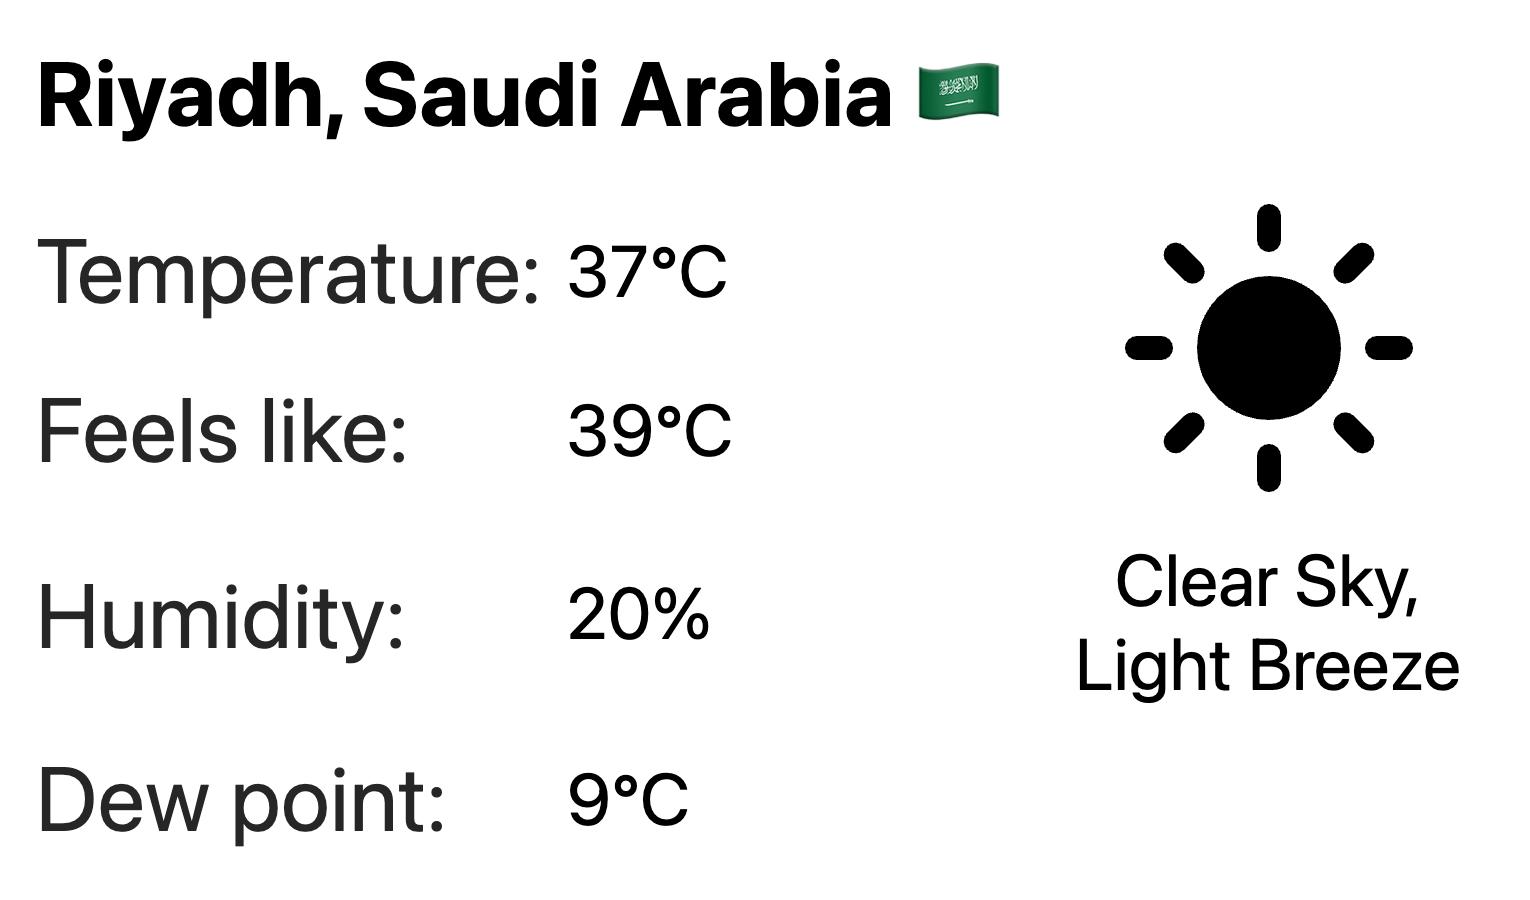 Riyadh, Saudi Arabia 🇸🇦
Temperature: 37°C
Feels like: 39°C
Humidity: 20%
Dew point: 9°C
Clear Sky,
Light Breeze